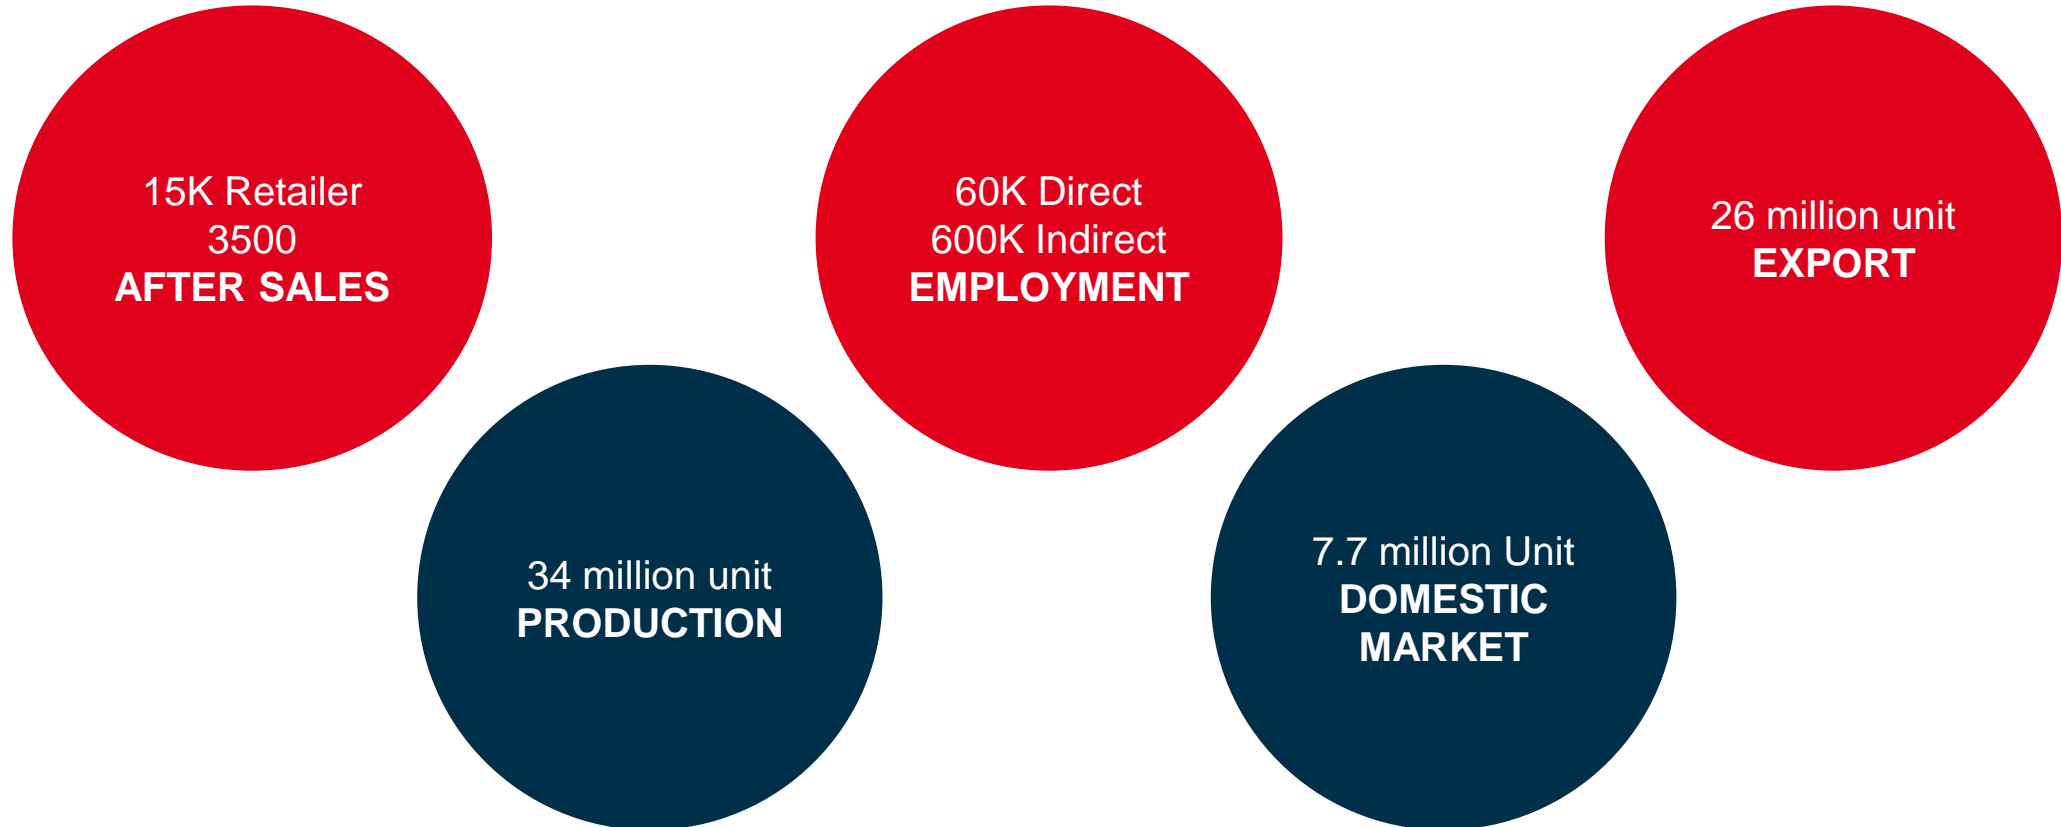 15K Retailer
3500
AFTER SALES
60K Direct
600K Indirect
EMPLOYMENT
26 million unit
EXPORT
34 million unit
PRODUCTION
7.7 million Unit
DOMESTIC
MARKET